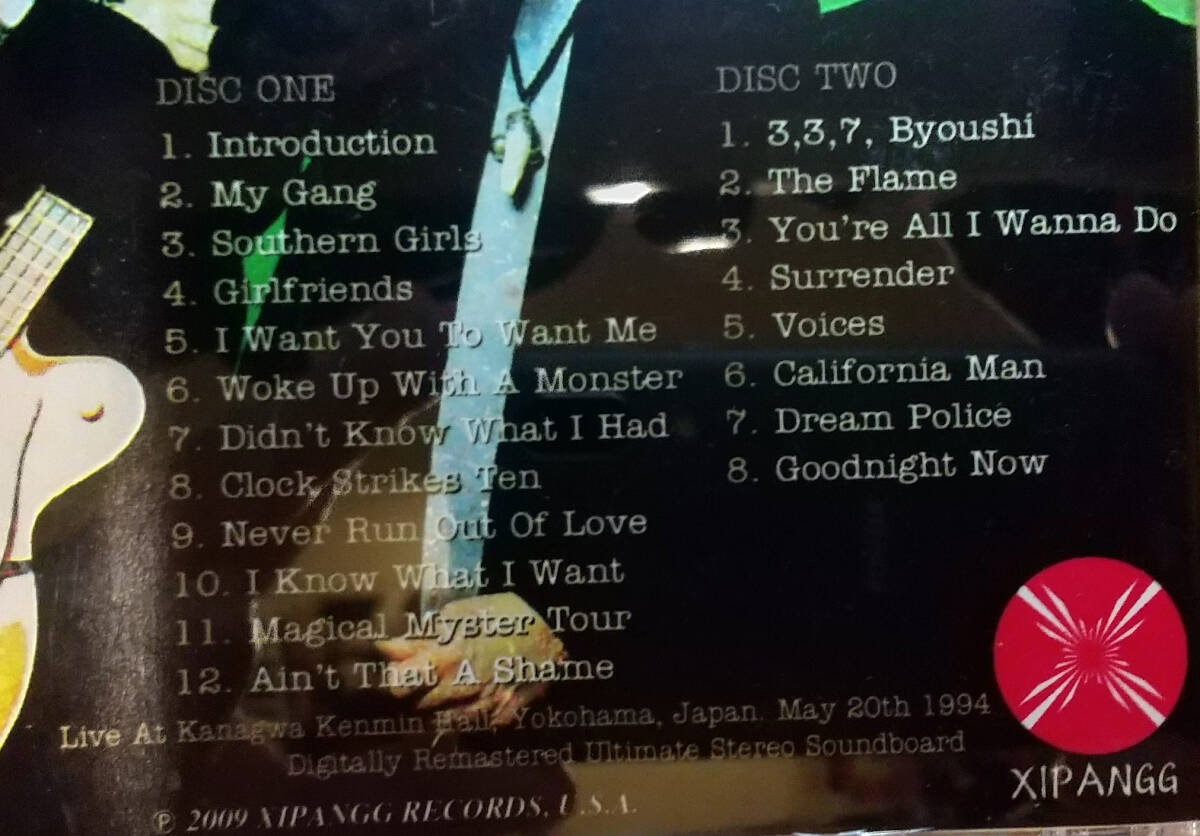 DISC ONE
1. Introduction
2. My Gang
3. Southern Girls
4. Girlfriends
5. I Want You To Want Me
6. Woke Up With A Monster
7. Didn't Know What I Had
8. Clock Strikes Ten
9. Never Run Out Of Love
10. I Know What I Want
11. Magical Myster Tour
12. Ain't That A Shame
DISC TWO
1. 3,3,7, Byoushi
2. The Flame
3. You're All I Wanna Do
4. Surrender
5. Voices
6. California Man
7. Dream Police
8. Goodnight Now
Live At Kanagwa Kenmin Hall, Yokohama, Japan. May 20th 1994
Digitally Remastered Ultimate Stereo Soundboard
℗ 2009 XIPANGG RECORDS, U.S.A.
XIPANGG